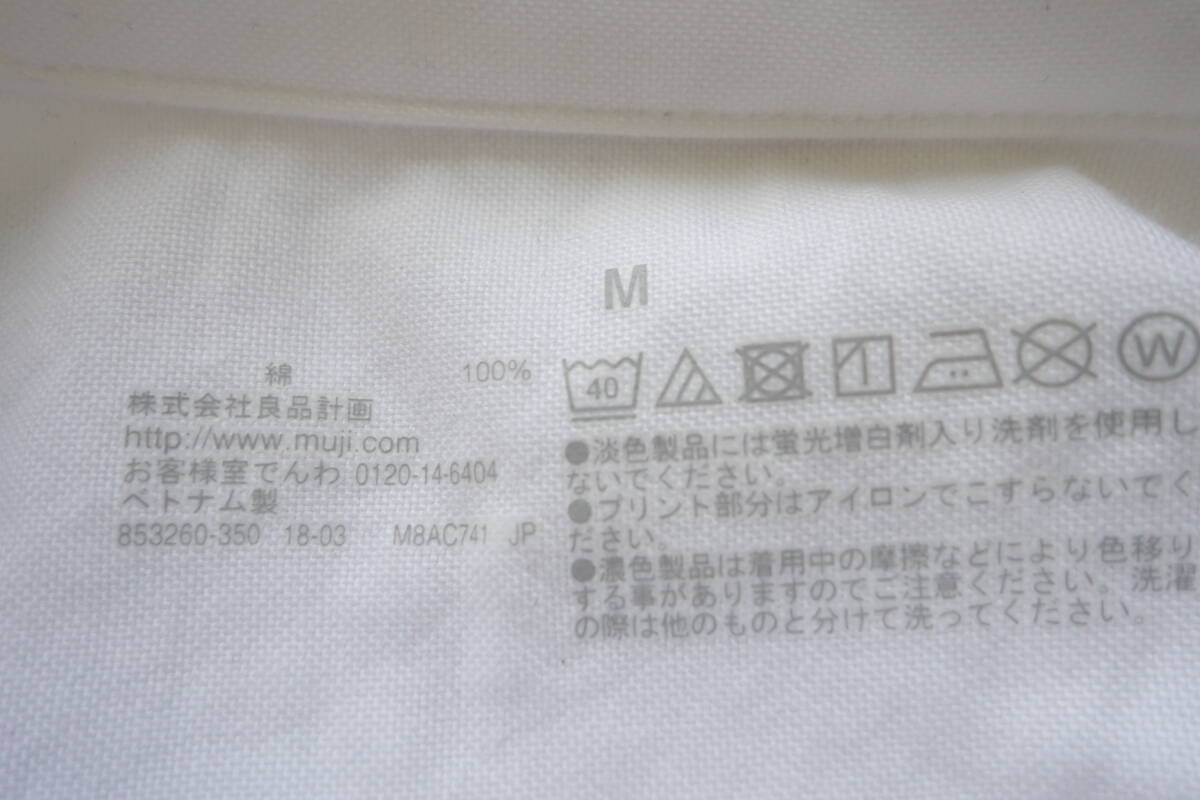 M
綿 100%
株式会社良品計画
http://www.muji.com
お客様室でんわ 0120-14-6404
ベトナム製
853260-350 18-03 M8AC741 JP
40
W
●淡色製品には蛍光増白剤入り洗剤を使用し
ないでください。
●プリント部分はアイロンでこすらないでく
ださい。
●濃色製品は着用中の摩擦などにより色移り
する事がありますのでご注意ください。洗濯
の際は他のものと分けて洗ってください。